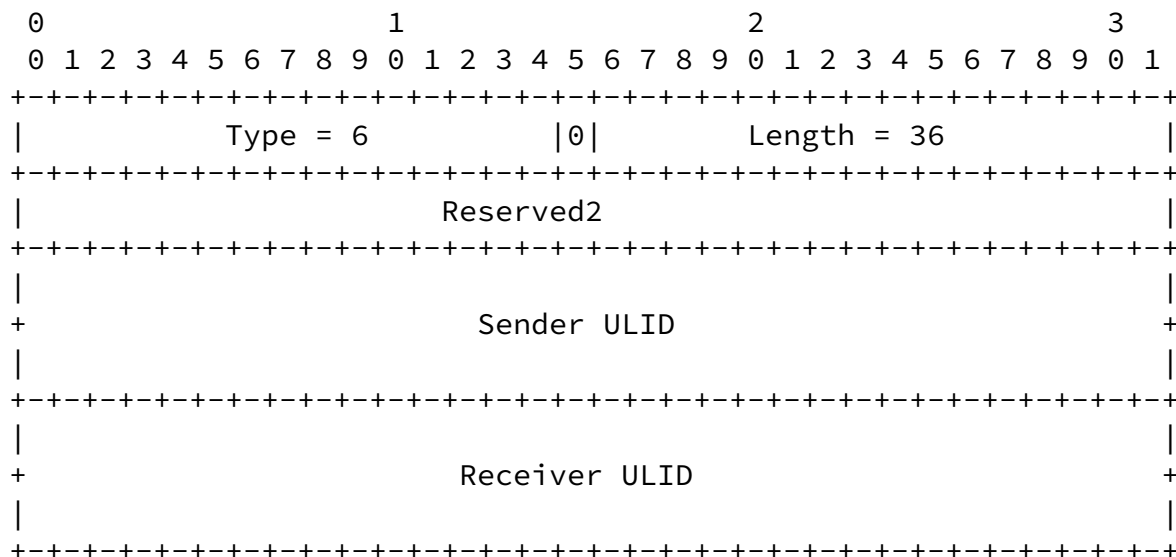 0                   1                   2                   3
 0 1 2 3 4 5 6 7 8 9 0 1 2 3 4 5 6 7 8 9 0 1 2 3 4 5 6 7 8 9 0 1
+-+-+-+-+-+-+-+-+-+-+-+-+-+-+-+-+-+-+-+-+-+-+-+-+-+-+-+-+-+-+-+-+
|           Type = 6          |0|        Length = 36            |
+-+-+-+-+-+-+-+-+-+-+-+-+-+-+-+-+-+-+-+-+-+-+-+-+-+-+-+-+-+-+-+-+
|                       Reserved2                               |
+-+-+-+-+-+-+-+-+-+-+-+-+-+-+-+-+-+-+-+-+-+-+-+-+-+-+-+-+-+-+-+-+
|                                                               |
+                         Sender ULID                           +
|                                                               |
+-+-+-+-+-+-+-+-+-+-+-+-+-+-+-+-+-+-+-+-+-+-+-+-+-+-+-+-+-+-+-+-+
|                                                               |
+                        Receiver ULID                          +
|                                                               |
+-+-+-+-+-+-+-+-+-+-+-+-+-+-+-+-+-+-+-+-+-+-+-+-+-+-+-+-+-+-+-+-+